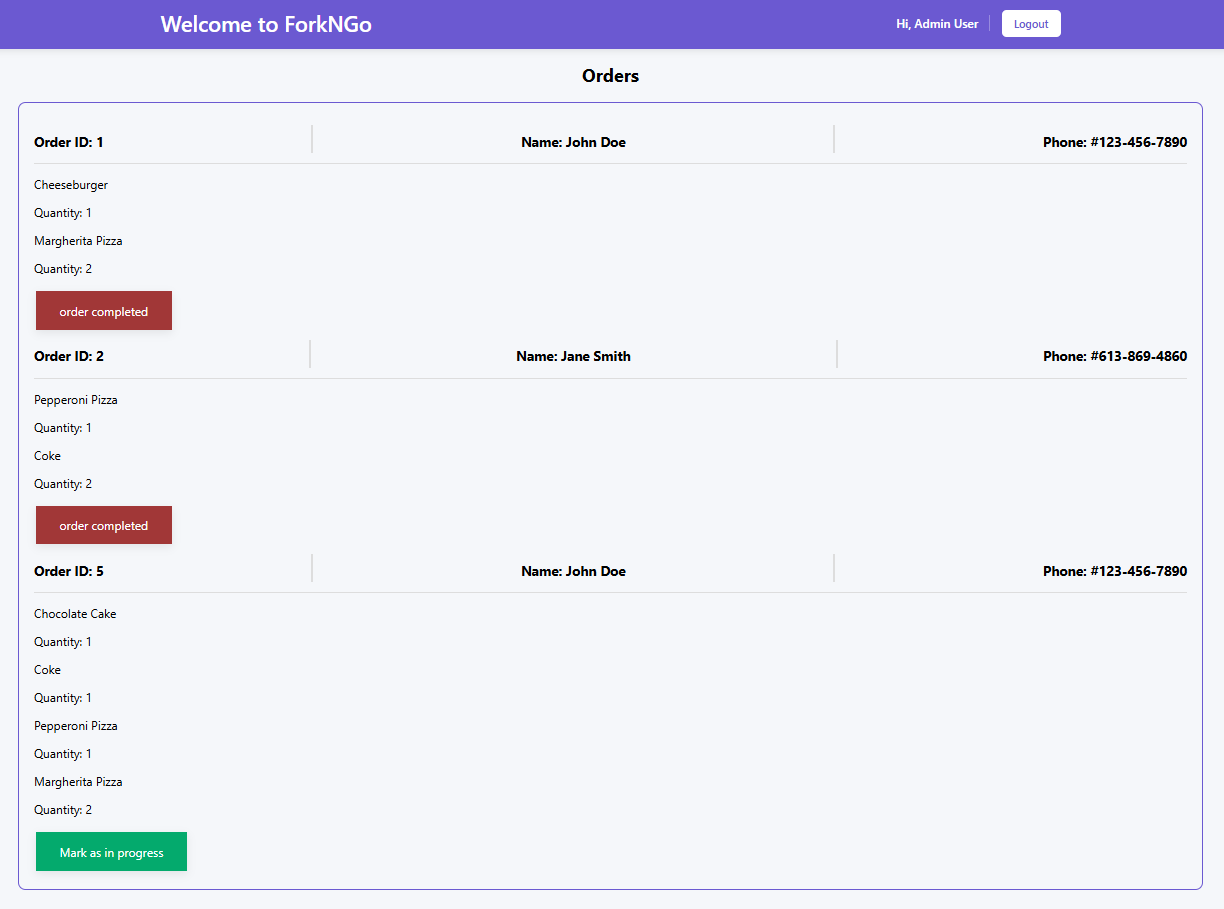 Welcome to ForkNGo
Hi, Admin User
Logout
Orders
Order ID: 1
Name: John Doe
Phone: #123-456-7890
Cheeseburger
Quantity: 1
Margherita Pizza
Quantity: 2
order completed
Order ID: 2
Name: Jane Smith
Phone: #613-869-4860
Pepperoni Pizza
Quantity: 1
Coke
Quantity: 2
order completed
Order ID: 5
Name: John Doe
Phone: #123-456-7890
Chocolate Cake
Quantity: 1
Coke
Quantity: 1
Pepperoni Pizza
Quantity: 1
Margherita Pizza
Quantity: 2
Mark as in progress